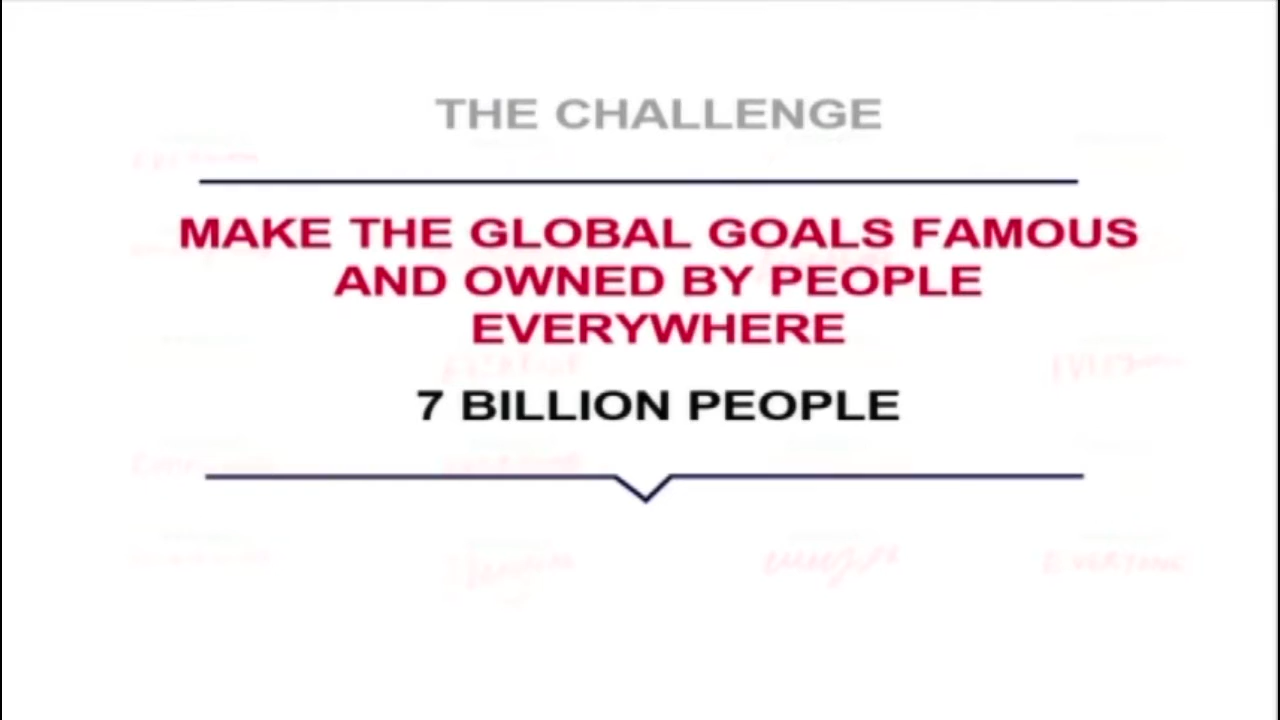 THE CHALLENGE
MAKE THE GLOBAL GOALS FAMOUS
AND OWNED BY PEOPLE
EVERYWHERE
7 BILLION PEOPLE